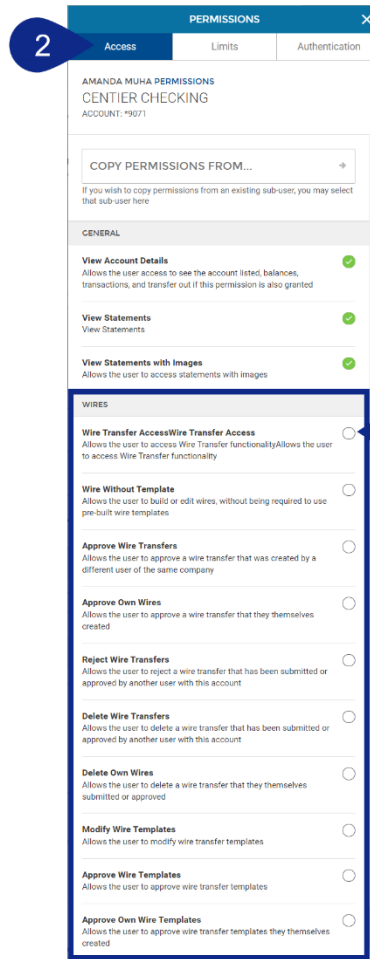 PERMISSIONS ×
2
Access Limits Authentication
AMANDA MUHA PERMISSIONS
CENTIER CHECKING
ACCOUNT: *9071
COPY PERMISSIONS FROM...
If you wish to copy permissions from an existing sub-user, you may select
that sub-user here
GENERAL
View Account Details
Allows the user access to see the account listed, balances,
transactions, and transfer out if this permission is also
granted
View Statements
View Statements
View Statements with Images
Allows the user to access statements with images
WIRES
Wire Transfer AccessWire Transfer Access
Allows the user to access Wire Transfer functionalityAllows the user
to access Wire Transfer functionality
Wire Without Template
Allows the user to build or edit wires, without being required to use
pre-built wire templates
Approve Wire Transfers
Allows the user to approve a wire transfer that was created by a
different user of the same company
Approve Own Wires
Allows the user to approve a wire transfer that they themselves
created
Reject Wire Transfers
Allows the user to reject a wire transfer that has been submitted or
approved by another user with this account
Delete Wire Transfers
Allows the user to delete a wire transfer that has been submitted or
approved by another user with this account
Delete Own Wires
Allows the user to delete a wire transfer that they themselves
submitted or approved
Modify Wire Templates
Allows the user to modify wire transfer templates
Approve Wire Templates
Allows the user to approve wire transfer templates
Approve Own Wire Templates
Allows the user to approve wire transfer templates they themselves
created